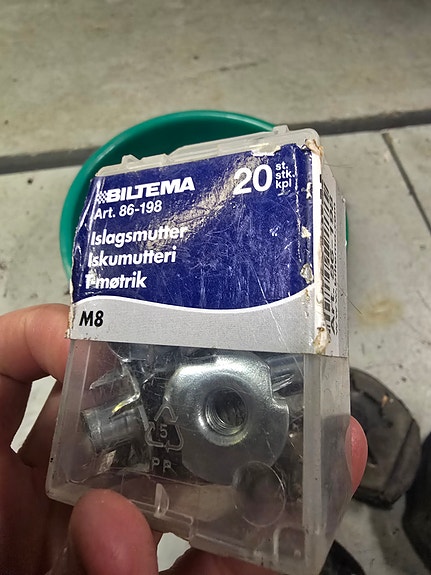 BILTEMA
Art. 86-198
20 st.
stk.
kpl
Islagsmutter
Iskumutteri
T-møtrik
M8
5
PP